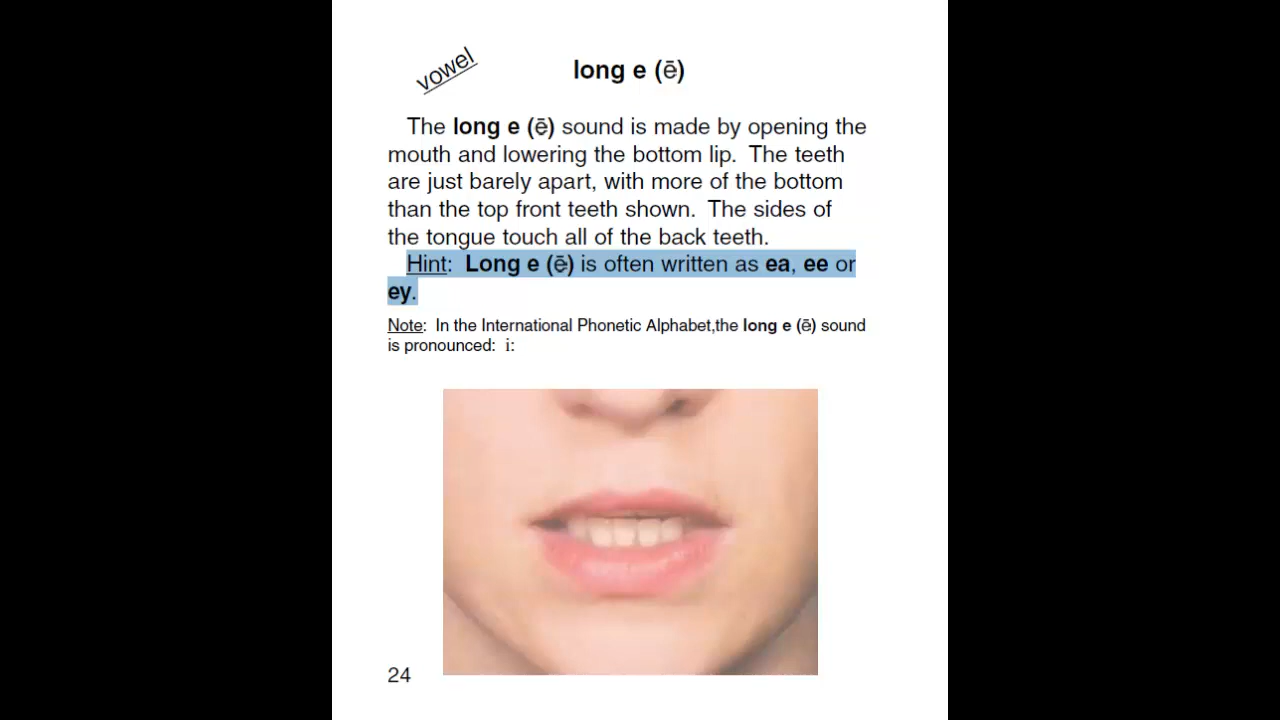 vowel
long e (ē)
The long e (ē) sound is made by opening the
mouth and lowering the bottom lip. The teeth
are just barely apart, with more of the bottom
than the top front teeth shown. The sides of
the tongue touch all of the back teeth.
Hint: Long e (ē) is often written as ea, ee or
ey.
Note: In the International Phonetic Alphabet,the long e (ē) sound
is pronounced: i:
24